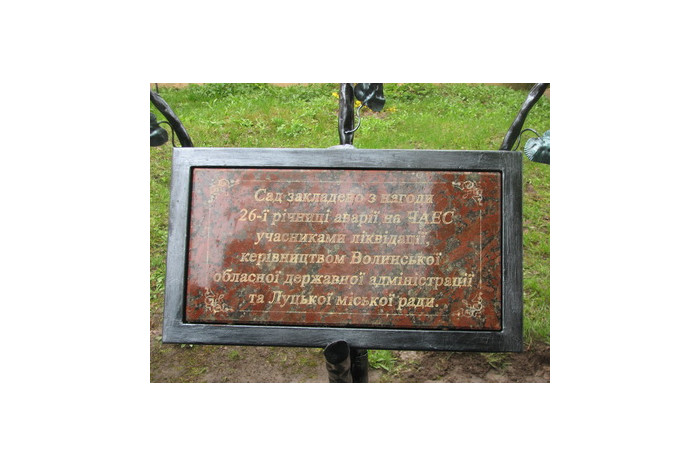 Сад закладено з нагоди
26-ї річниці аварії на ЧАЕС
учасниками ліквідації,
керівництвом Волинської
обласної державної адміністрації
та Луцької міської ради.